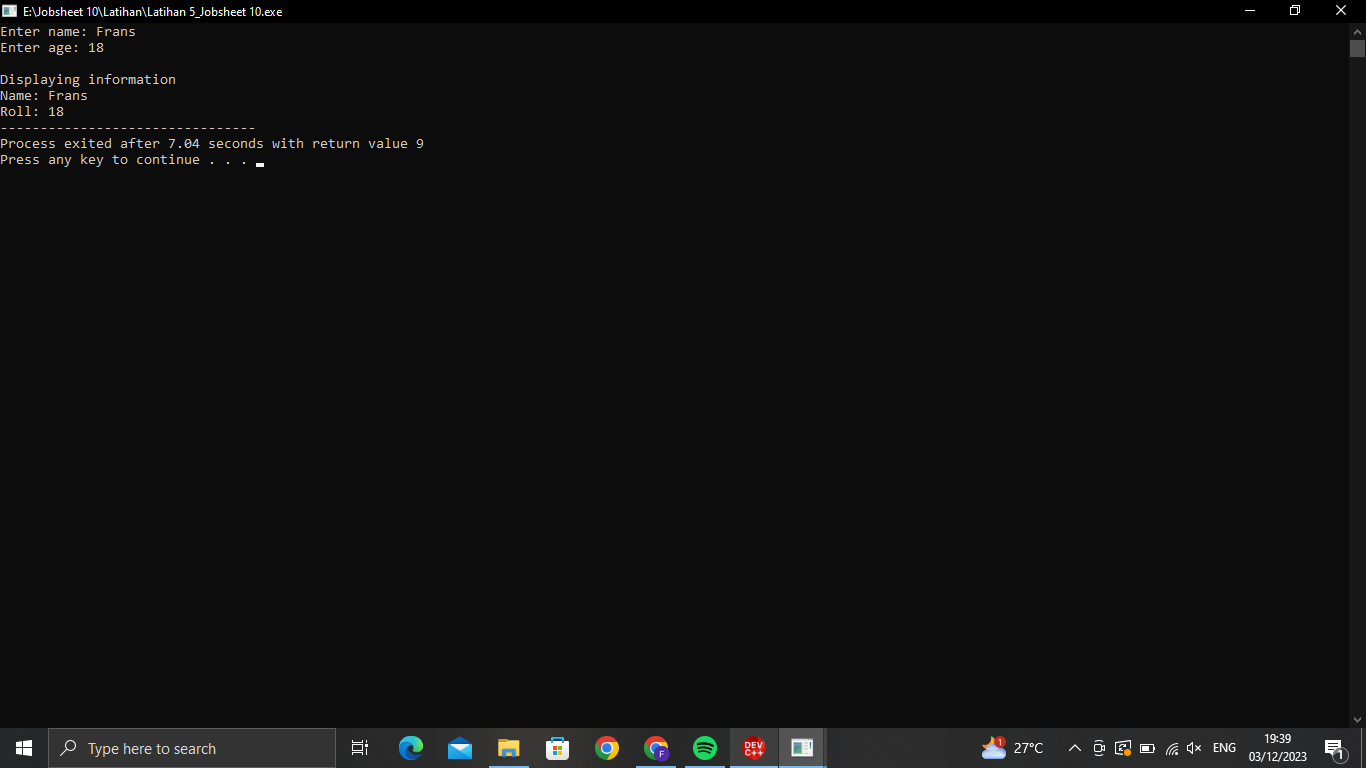 E:\Jobsheet 10\Latihan\Latihan 5_Jobsheet 10.exe
Enter name: Frans
Enter age: 18
Displaying information
Name: Frans
Roll: 18
--------------------------------
Process exited after 7.04 seconds with return value 9
Press any key to continue . . .
Type here to search
DEV C++
F
1
27°C
ENG
19:39
03/12/2023
1